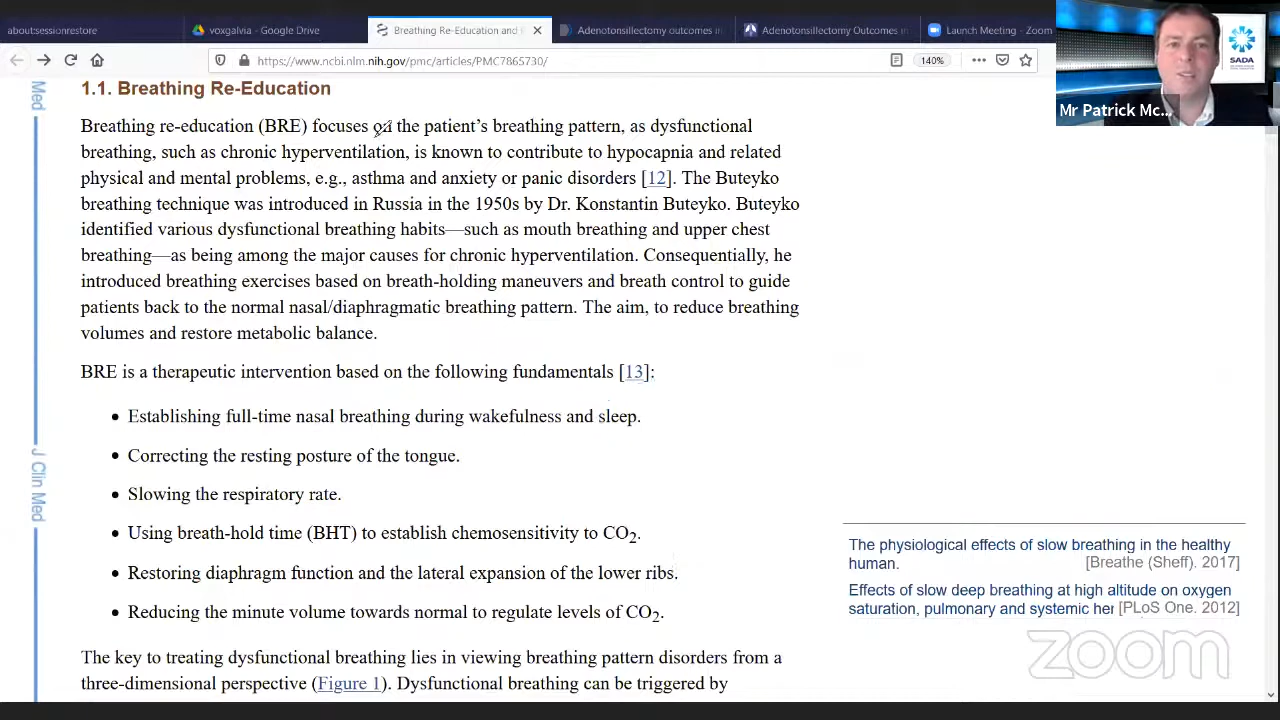 about:sessionrestore
voxgalvia - Google Drive
Breathing Re-Education and
Adenotonsillectomy outcomes in
Adenotonsillectomy Outcomes in
Launch Meeting - Zoom
https://www.ncbi.nlm.nih.gov/pmc/articles/PMC7865730/
140%
SADA
Mr Patrick Mc...
Med
J Clin Med
1.1. Breathing Re-Education
Breathing re-education (BRE) focuses on the patient's breathing pattern, as dysfunctional
breathing, such as chronic hyperventilation, is known to contribute to hypocapnia and related
physical and mental problems, e.g., asthma and anxiety or panic disorders [12]. The Buteyko
breathing technique was introduced in Russia in the 1950s by Dr. Konstantin Buteyko. Buteyko
identified various dysfunctional breathing habits—such as mouth breathing and upper chest
breathing—as being among the major causes for chronic hyperventilation. Consequentially, he
introduced breathing exercises based on breath-holding maneuvers and breath control to guide
patients back to the normal nasal/diaphragmatic breathing pattern. The aim, to reduce breathing
volumes and restore metabolic balance.
BRE is a therapeutic intervention based on the following fundamentals [13]:
• Establishing full-time nasal breathing during wakefulness and sleep.
• Correcting the resting posture of the tongue.
• Slowing the respiratory rate.
• Using breath-hold time (BHT) to establish chemosensitivity to CO2.
• Restoring diaphragm function and the lateral expansion of the lower ribs.
• Reducing the minute volume towards normal to regulate levels of CO2.
The key to treating dysfunctional breathing lies in viewing breathing pattern disorders from a
three-dimensional perspective (Figure 1). Dysfunctional breathing can be triggered by
The physiological effects of slow breathing in the healthy
human. [Breathe (Sheff). 2017]
Effects of slow deep breathing at high altitude on oxygen
saturation, pulmonary and systemic her [PLoS One. 2012]
zoom